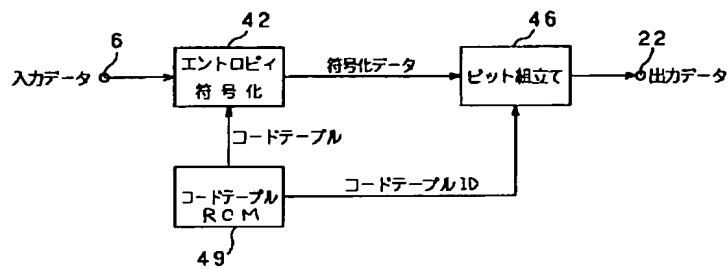 42
46
6
22
入力データ
エントロピィ
符号化
符号化データ
ビット組立て
出力データ
コードテーブル
コードテーブル
ROM
コードテーブルID
49